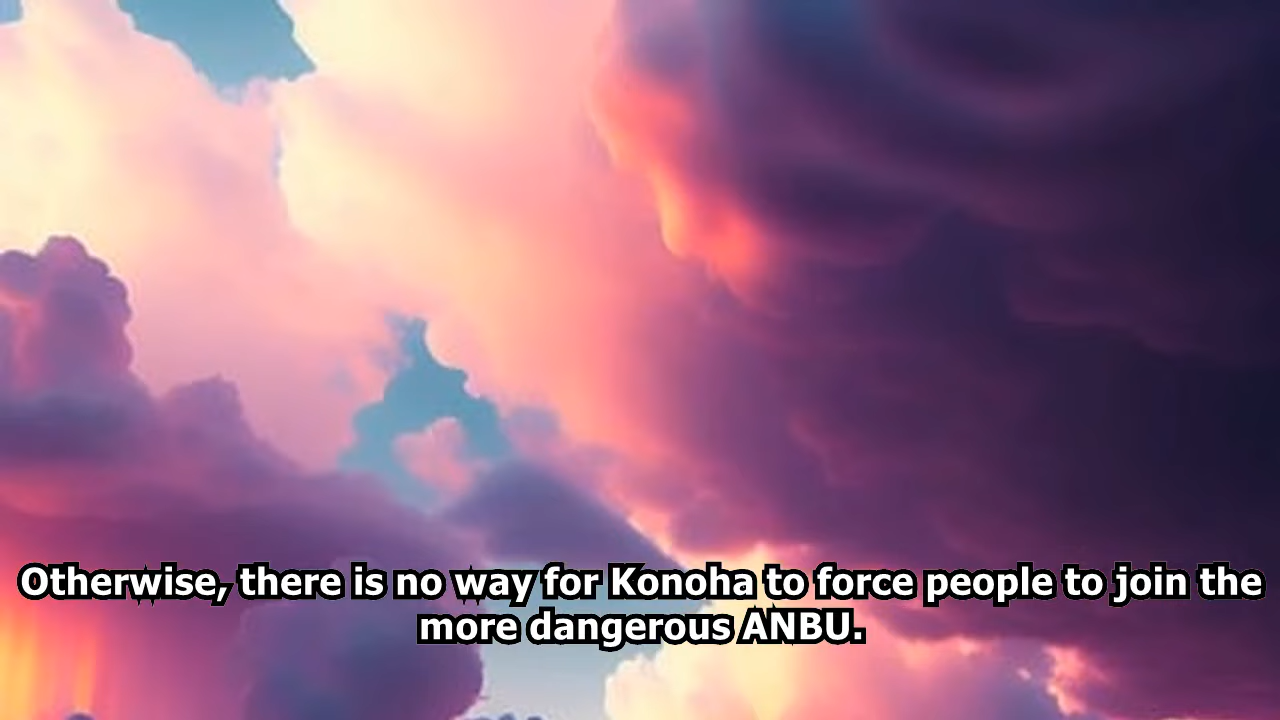 Otherwise, there is no way for Konoha to force people to join the
more dangerous ANBU.